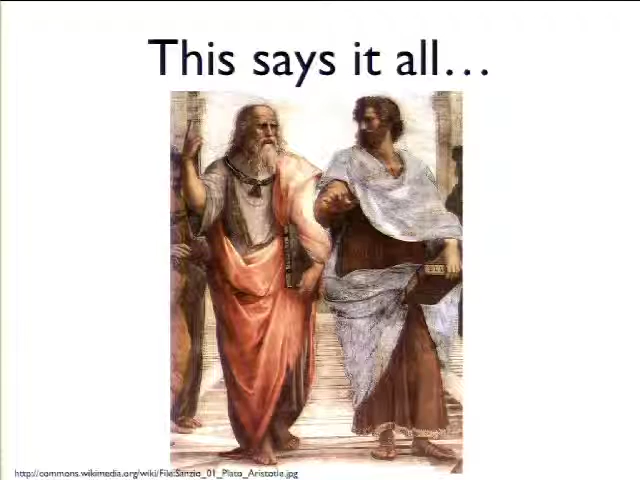 This says it all…
http://commons.wikimedia.org/wiki/File:Sanzio_01_Plato_Aristotle.jpg